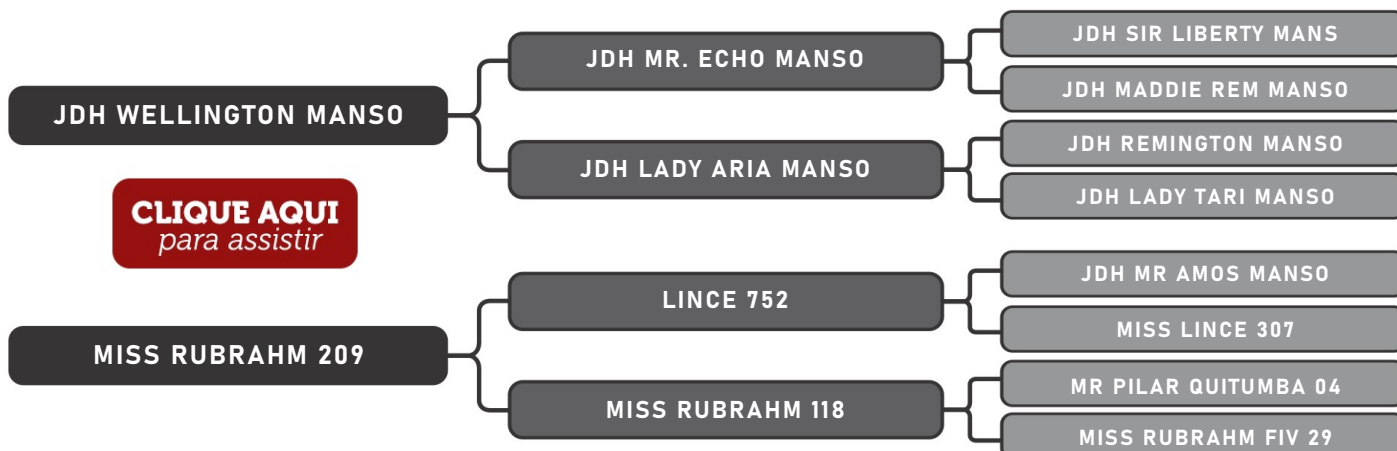 JDH WELLINGTON MANSO
JDH MR. ECHO MANSO
JDH SIR LIBERTY MANS
JDH MADDIE REM MANSO
JDH LADY ARIA MANSO
JDH REMINGTON MANSO
JDH LADY TARI MANSO
CLIQUE AQUI
para assistir
MISS RUBRAHM 209
LINCE 752
JDH MR AMOS MANSO
MISS LINCE 307
MISS RUBRAHM 118
MR PILAR QUITUMBA 04
MISS RUBRAHM FIV 29